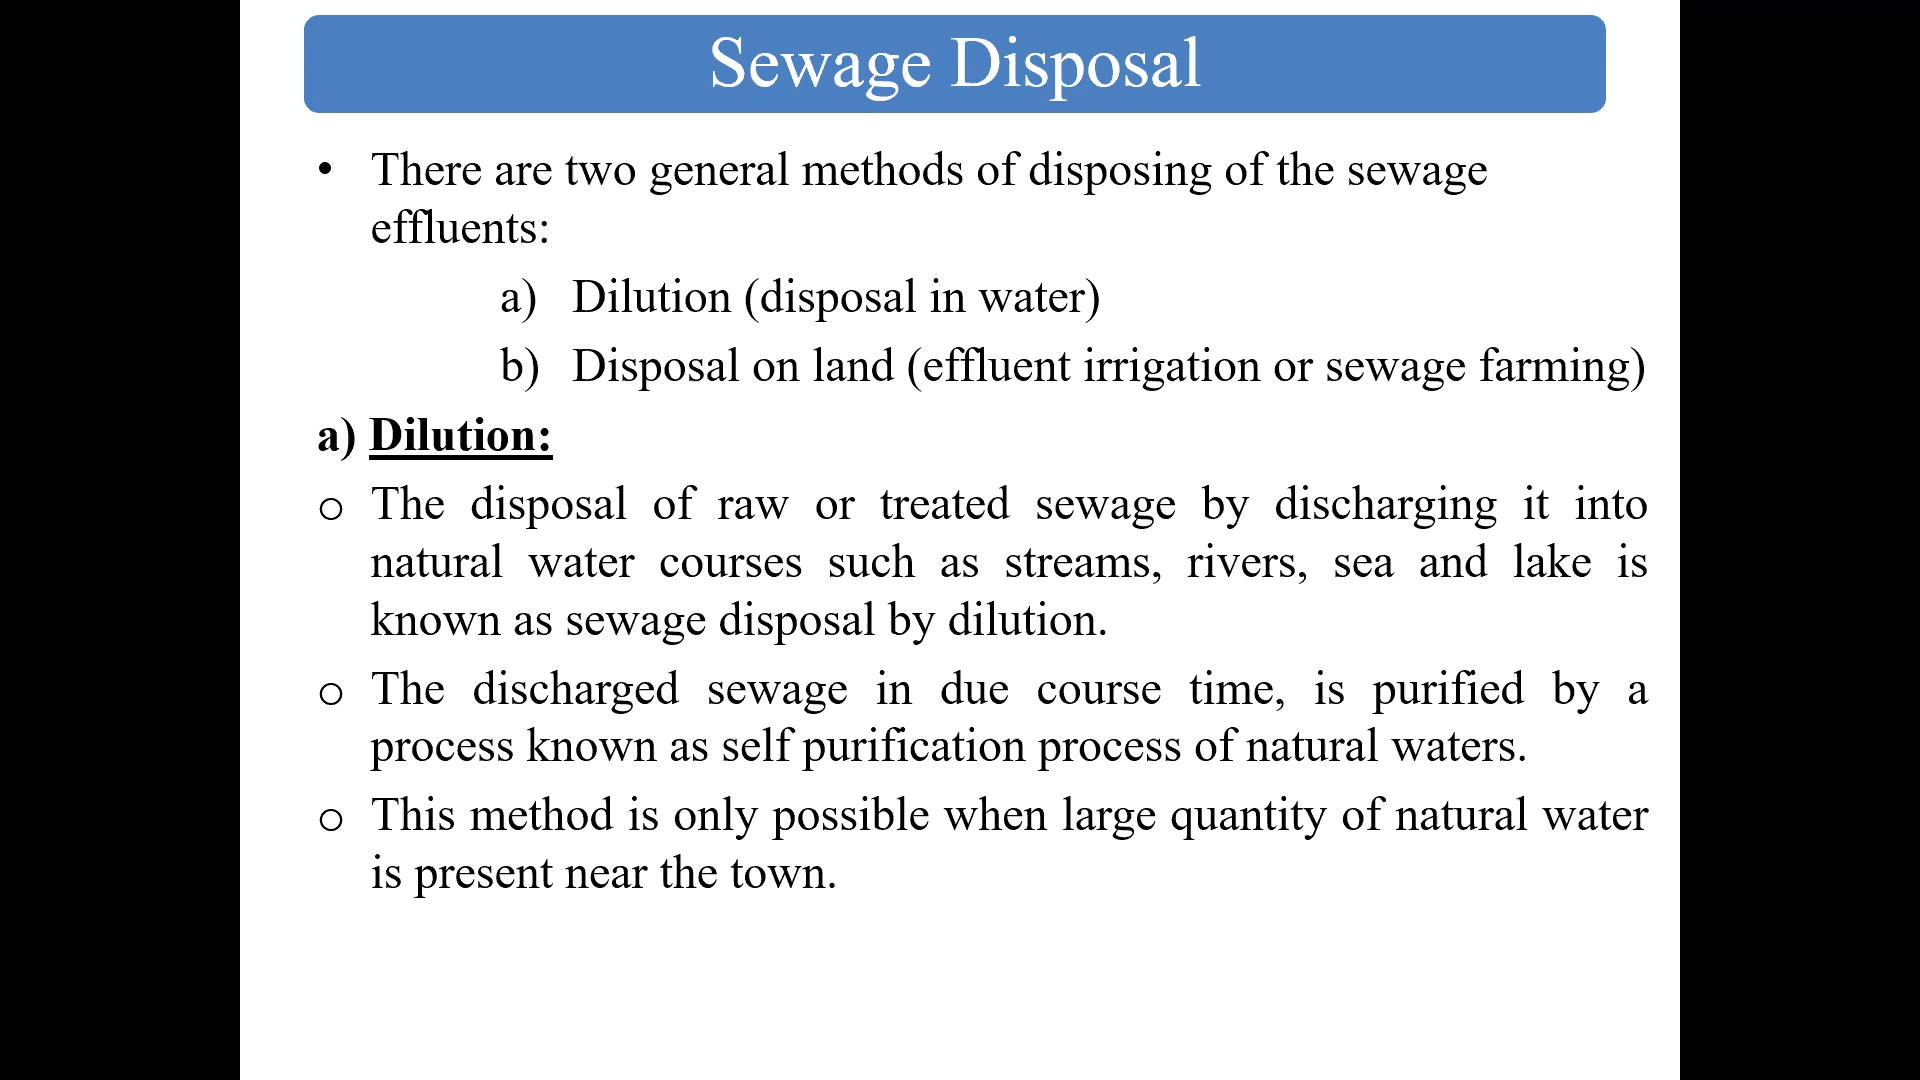 Sewage Disposal
• There are two general methods of disposing of the sewage
effluents:
a) Dilution (disposal in water)
b) Disposal on land (effluent irrigation or sewage farming)
a) Dilution:
o The disposal of raw or treated sewage by discharging it into
natural water courses such as streams, rivers, sea and lake is
known as sewage disposal by dilution.
o The discharged sewage in due course time, is purified by a
process known as self purification process of natural waters.
o This method is only possible when large quantity of natural water
is present near the town.